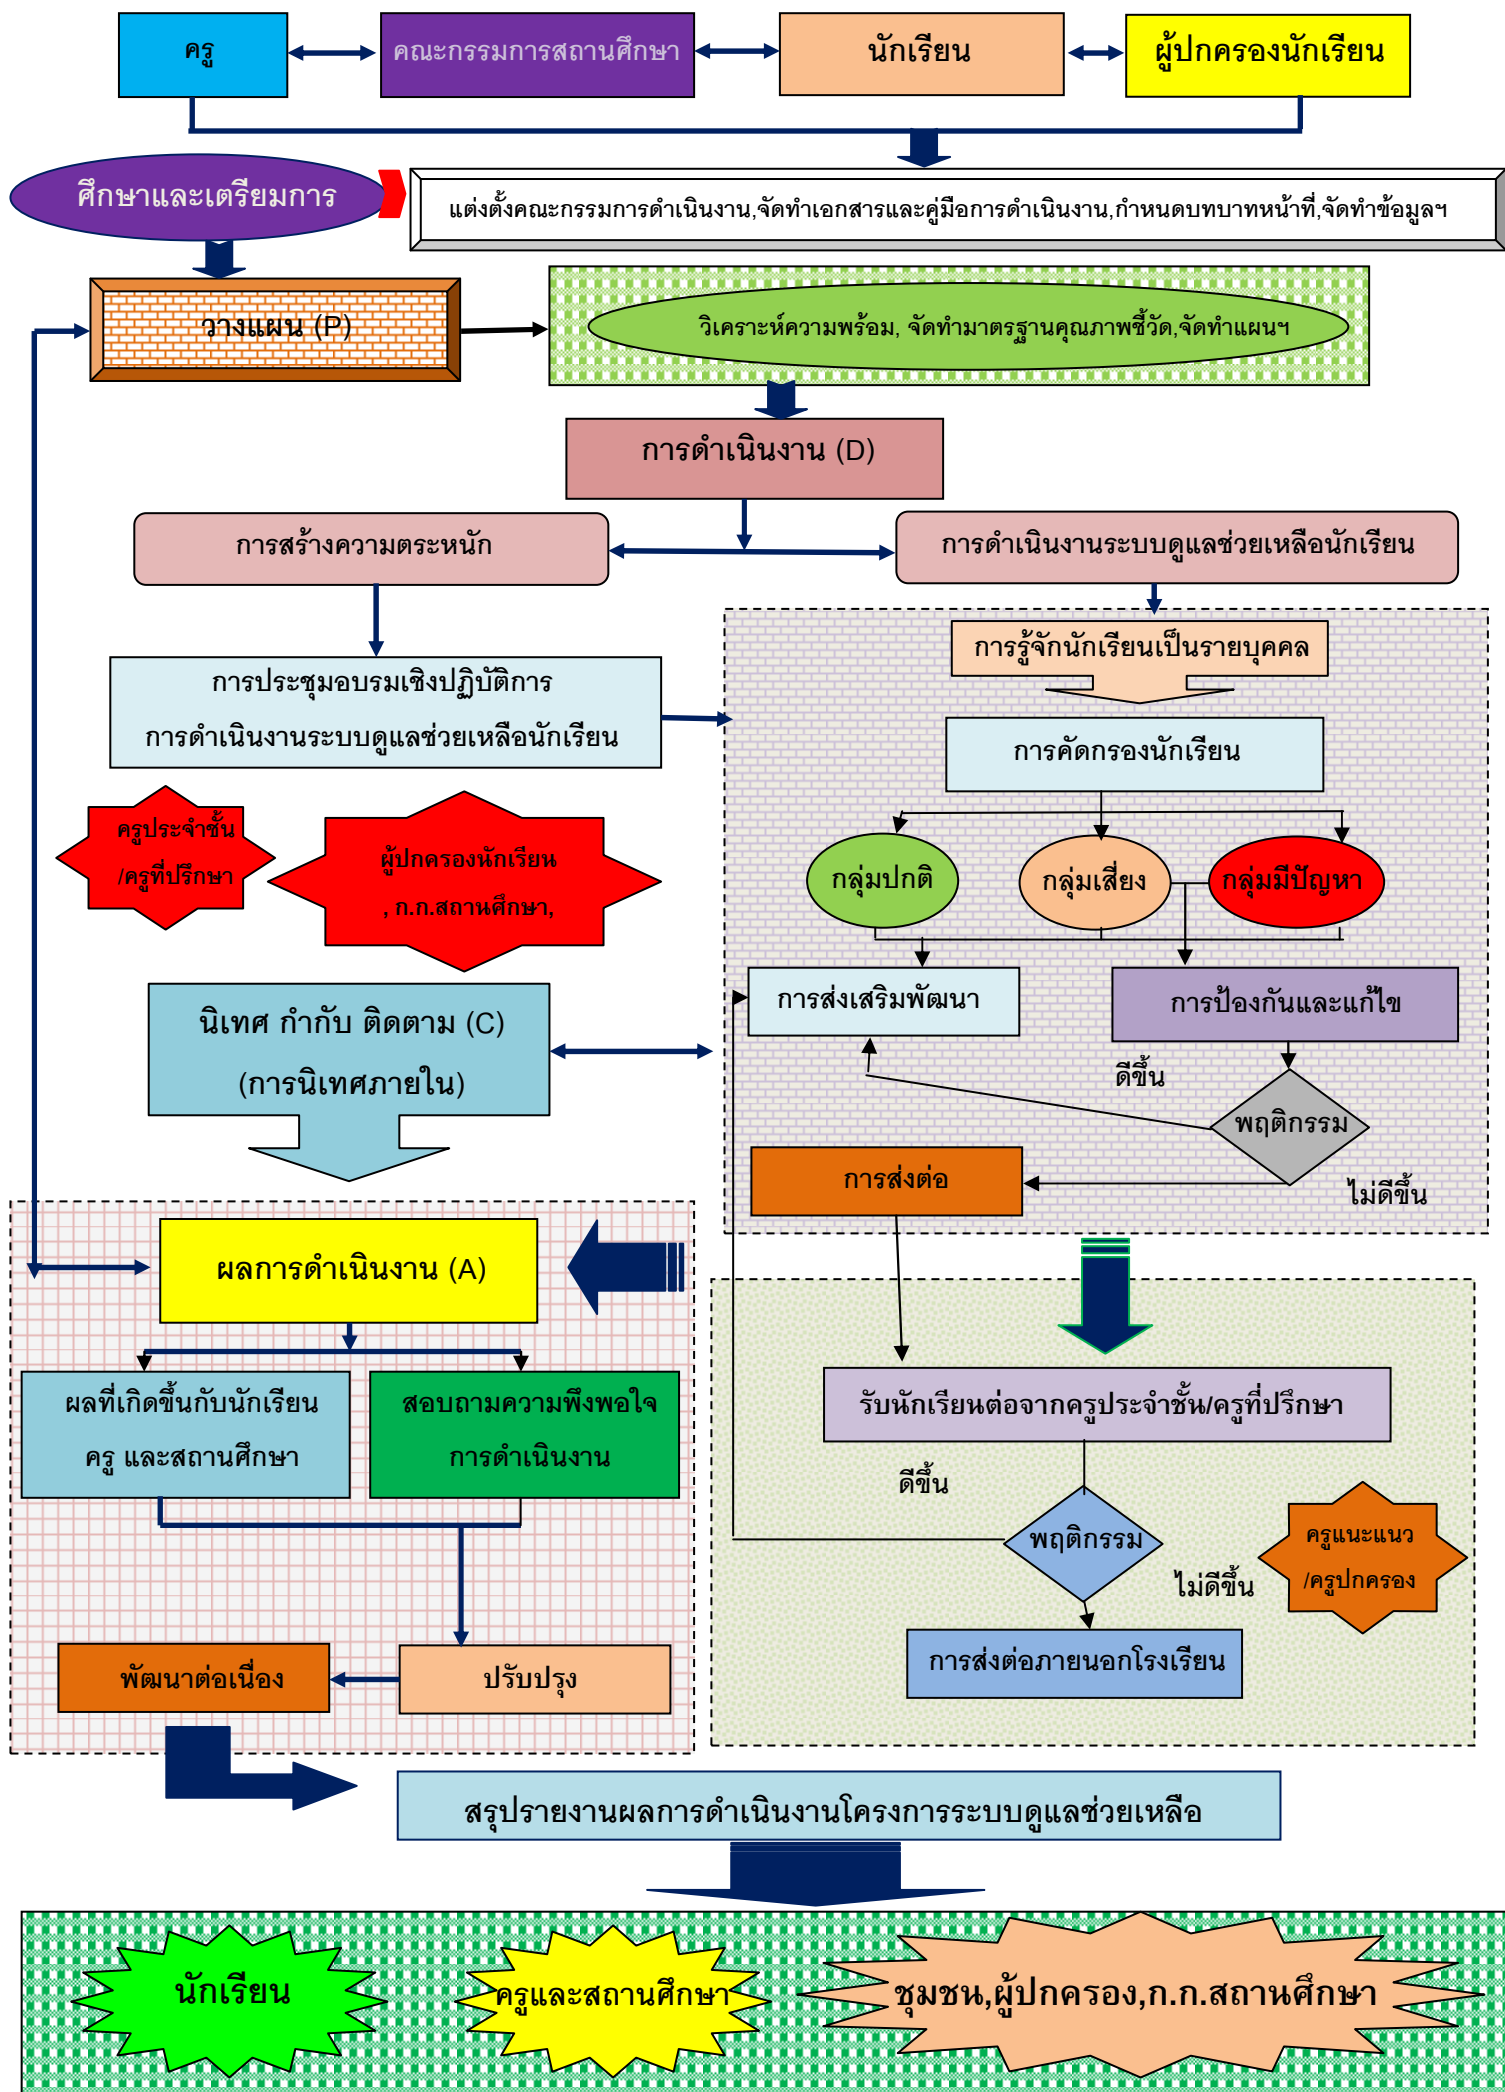 ครู
คณะกรรมการสถานศึกษา
นักเรียน
ผู้ปกครองนักเรียน
ศึกษาและเตรียมการ
แต่งตั้งคณะกรรมการดำเนินงาน,จัดทำเอกสารและคู่มือการดำเนินงาน,กำหนดบทบาทหน้าที่,จัดทำข้อมูลฯ
วางแผน (P)
วิเคราะห์ความพร้อม, จัดทำมาตรฐานคุณภาพชี้วัด,จัดทำแผนฯ
การดำเนินงาน (D)
การสร้างความตระหนัก
การดำเนินงานระบบดูแลช่วยเหลือนักเรียน
การรู้จักนักเรียนเป็นรายบุคคล
การประชุมอบรมเชิงปฏิบัติการ
การดำเนินงานระบบดูแลช่วยเหลือนักเรียน
การคัดกรองนักเรียน
ครูประจำชั้น
/ครูที่ปรึกษา
ผู้ปกครองนักเรียน
, ก.ก.สถานศึกษา,
กลุ่มปกติ
กลุ่มเสี่ยง
กลุ่มมีปัญหา
การส่งเสริมพัฒนา
การป้องกันและแก้ไข
นิเทศ กำกับ ติดตาม (C)
(การนิเทศภายใน)
ดีขึ้น
พฤติกรรม
การส่งต่อ
ไม่ดีขึ้น
ผลการดำเนินงาน (A)
ผลที่เกิดขึ้นกับนักเรียน
ครู และสถานศึกษา
สอบถามความพึงพอใจ
การดำเนินงาน
รับนักเรียนต่อจากครูประจำชั้น/ครูที่ปรึกษา
ดีขึ้น
พฤติกรรม
ไม่ดีขึ้น
ครูแนะแนว
/ครูปกครอง
การส่งต่อภายนอกโรงเรียน
พัฒนาต่อเนื่อง
ปรับปรุง
สรุปรายงานผลการดำเนินงานโครงการระบบดูแลช่วยเหลือ
นักเรียน
ครูและสถานศึกษา
ชุมชน,ผู้ปกครอง,ก.ก.สถานศึกษา